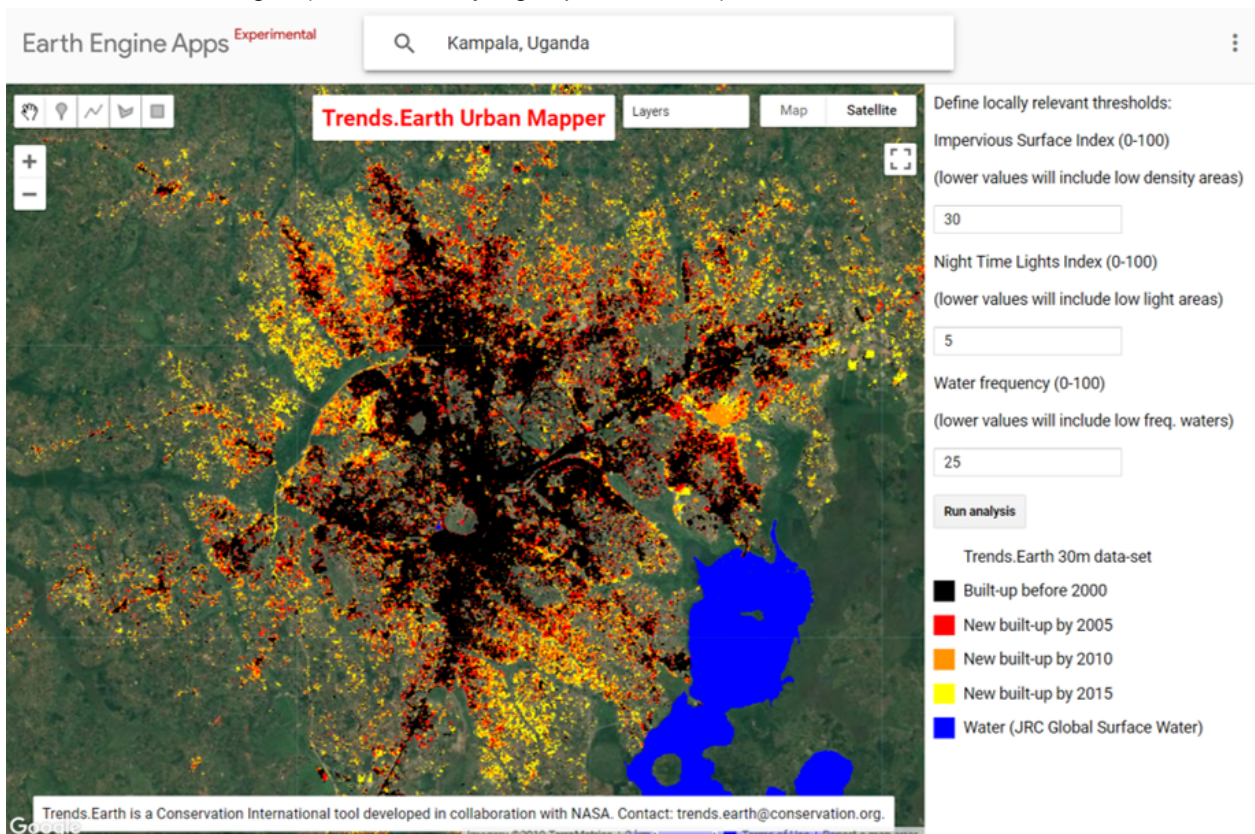 Earth Engine Apps Experimental
Kampala, Uganda
Trends.Earth Urban Mapper
Layers
Map
Satellite
+
−
Define locally relevant thresholds:
Impervious Surface Index (0-100)
(lower values will include low density areas)
30
Night Time Lights Index (0-100)
(lower values will include low light areas)
5
Water frequency (0-100)
(lower values will include low freq. waters)
25
Run analysis
Trends.Earth 30m data-set
Built-up before 2000
New built-up by 2005
New built-up by 2010
New built-up by 2015
Water (JRC Global Surface Water)
Trends.Earth is a Conservation International tool developed in collaboration with NASA. Contact: trends.earth@conservation.org.
Google